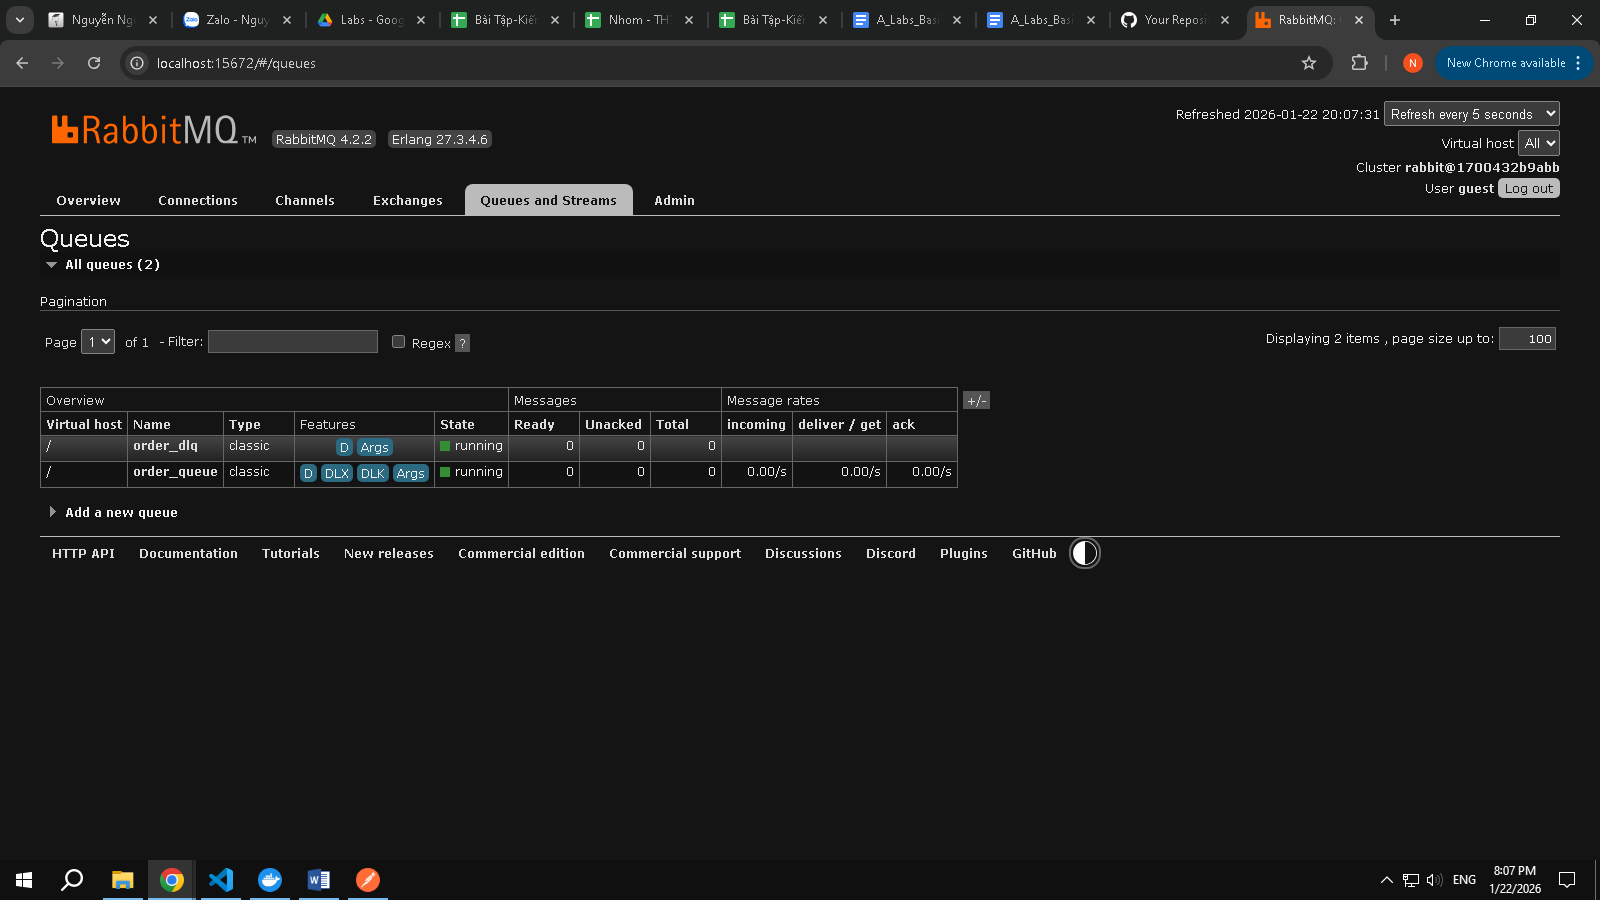 Nguyễn Ng
Zalo - Nguy
Labs - Goog
Bài Tập-Kiến
Nhom - TH
Bài Tập-Kiến
A_Labs_Basi
A_Labs_Basi
Your Reposi
RabbitMQ:
localhost:15672/#/queues
N
New Chrome available
Refreshed 2026-01-22 20:07:31 Refresh every 5 seconds
RabbitMQ TM RabbitMQ 4.2.2 Erlang 27.3.4.6
Virtual host All
Cluster rabbit@1700432b9abb
User guest Log out
Overview Connections Channels Exchanges Queues and Streams Admin
Queues
All queues (2)
Pagination
Page 1 of 1 - Filter: Regex ? Displaying 2 items , page size up to: 100
Overview Messages Message rates +/-
Virtual host Name Type Features State Ready Unacked Total incoming deliver / get ack
/ order_dlq classic D Args running 0 0 0
/ order_queue classic D DLX DLK Args running 0 0 0 0.00/s 0.00/s 0.00/s
Add a new queue
HTTP API Documentation Tutorials New releases Commercial edition Commercial support Discussions Discord Plugins GitHub
ENG
8:07 PM
1/22/2026